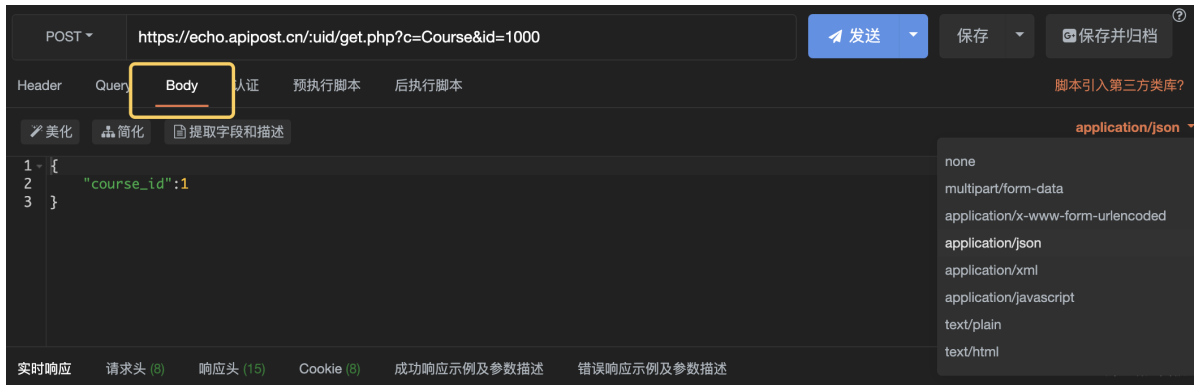 POST https://echo.apipost.cn/:uid/get.php?c=Course&id=1000 发送 保存 保存并归档
Header Query Body 认证 预执行脚本 后执行脚本 脚本引入第三方类库?
美化 简化 提取字段和描述 application/json
1 {
2 "course_id":1
3 }
none
multipart/form-data
application/x-www-form-urlencoded
application/json
application/xml
application/javascript
text/plain
text/html
实时响应 请求头 (8) 响应头 (15) Cookie (8) 成功响应示例及参数描述 错误响应示例及参数描述